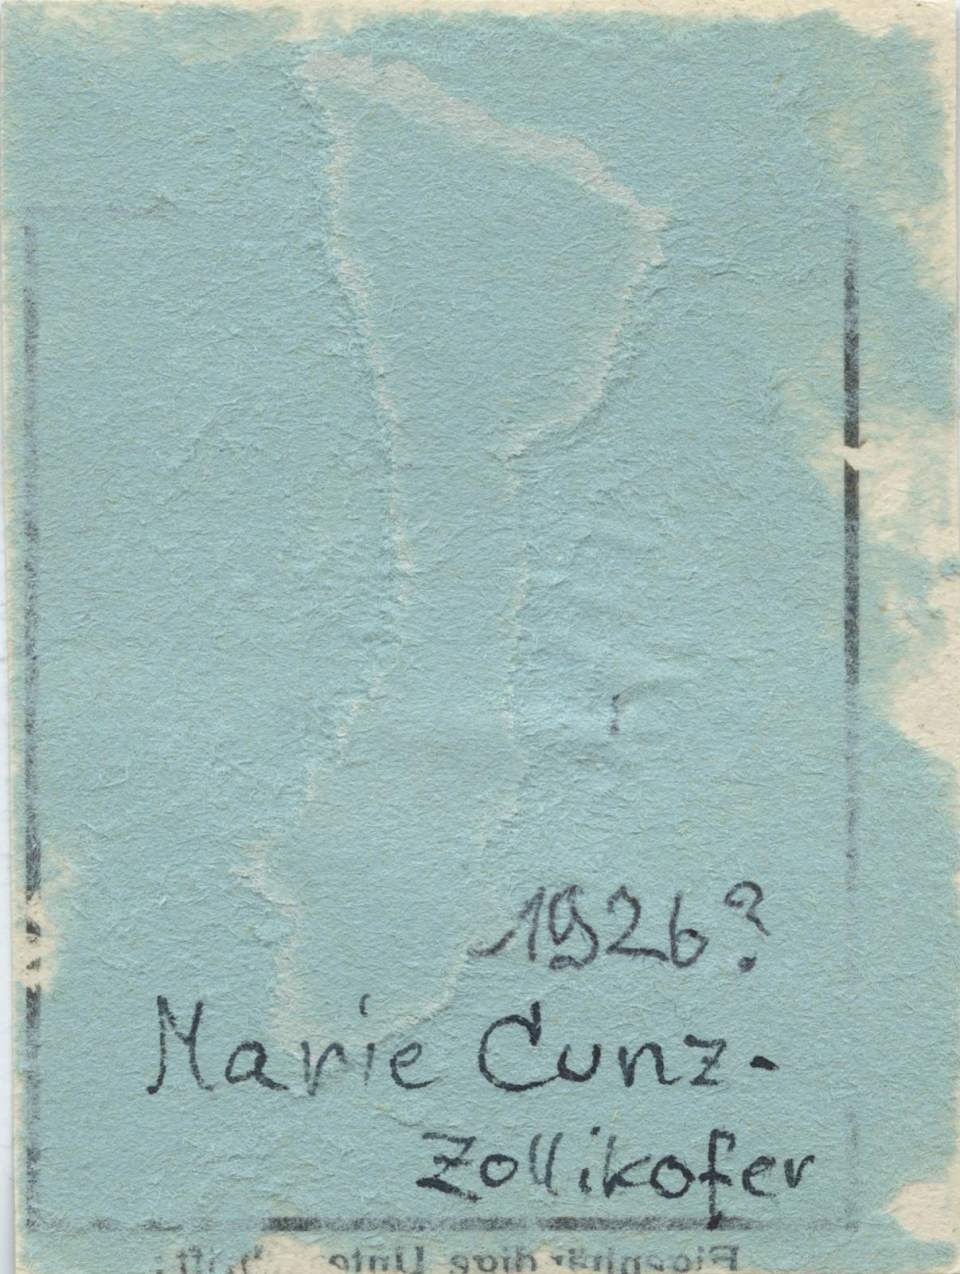 1926?
Marie Cunz-
Zollikofer